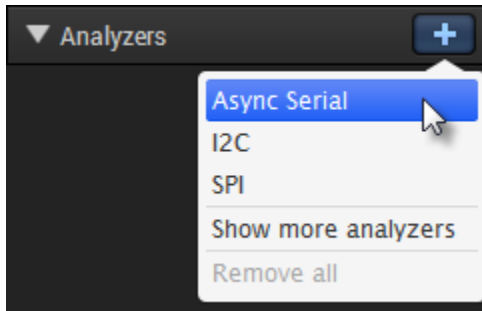 Analyzers
Async Serial
I2C
SPI
Show more analyzers
Remove all